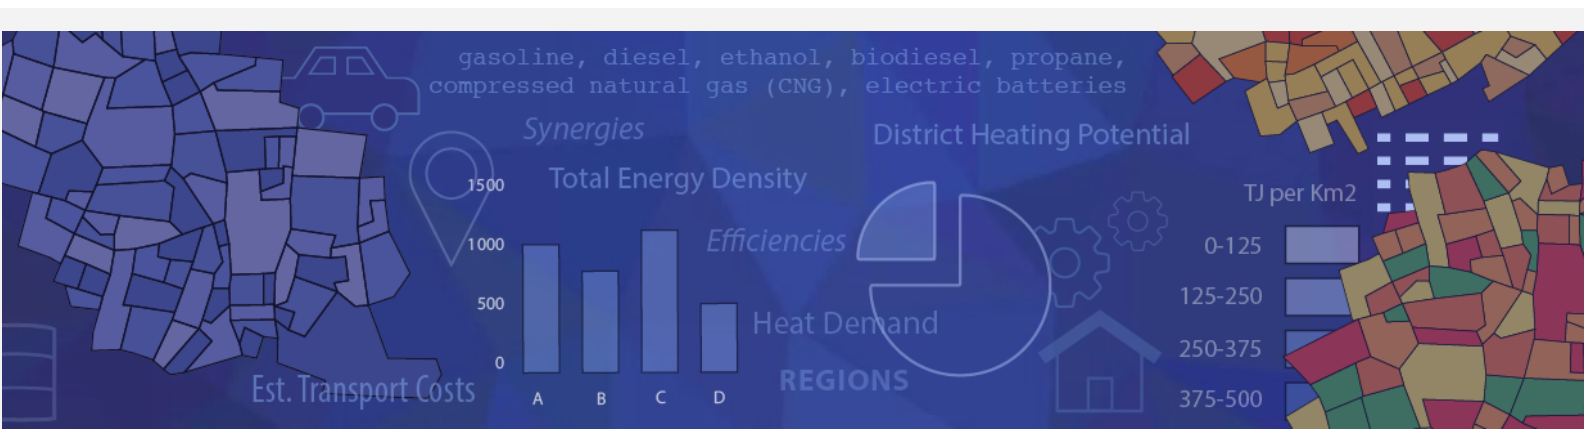 gasoline, diesel, ethanol, biodiesel, propane,
compressed natural gas (CNG), electric batteries
Synergies
District Heating Potential
Total Energy Density
1500
1000
500
0
A B C D
Efficiencies
Heat Demand
REGIONS
Est. Transport Costs
TJ per Km2
0-125
125-250
250-375
375-500